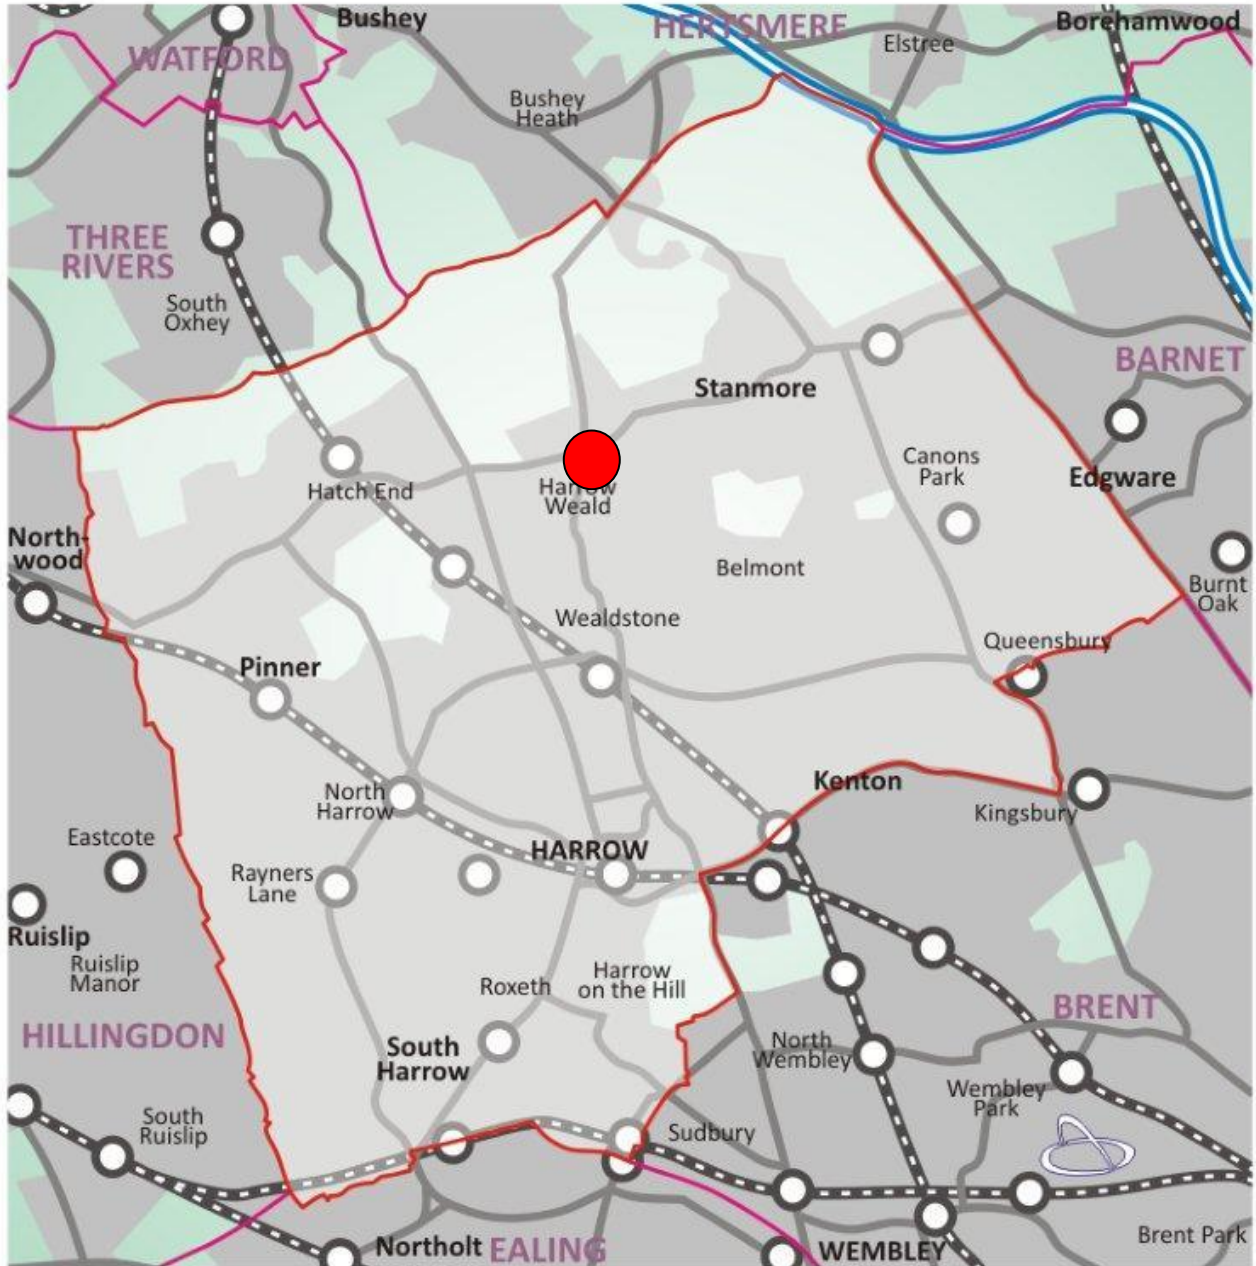 Bushey
HERTSMERE
Borehamwood
Elstree
WATFORD
Bushey
Heath
THREE
RIVERS
South
Oxhey
BARNET
Stanmore
Canons
Park
Edgware
Hatch End
Harrow
Weald
North-
wood
Belmont
Burnt
Oak
Wealdstone
Queensbury
Pinner
Kenton
North
Harrow
Kingsbury
Eastcote
HARROW
Rayners
Lane
Ruislip
Ruislip
Manor
Harrow
on the Hill
Roxeth
BRENT
HILLINGDON
South
Harrow
North
Wembley
Wembley
Park
South
Ruislip
Sudbury
Brent Park
Northolt
EALING
WEMBLEY